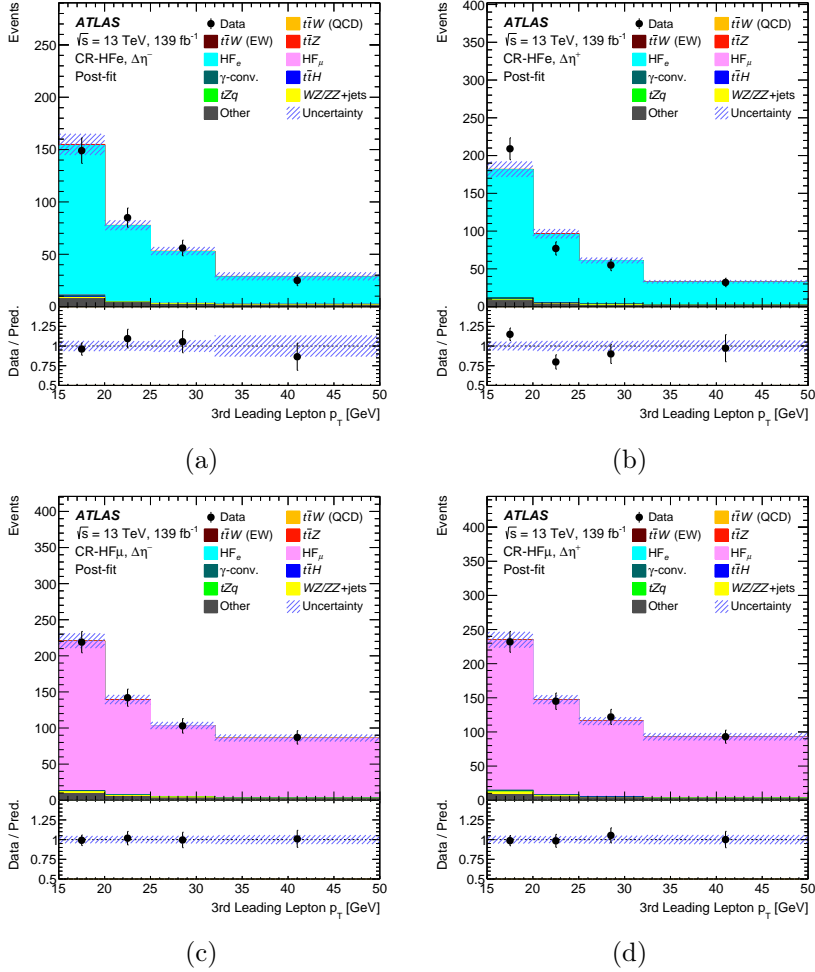 Events
ATLAS
√s = 13 TeV, 139 fb⁻¹
CR-HFe, Δη⁻
Post-fit
Data
tt̄W (EW)
HFₑ
γ-conv.
tZq
Other
tt̄W (QCD)
tt̄Z
HF_μ
tt̄H
WZ/ZZ+jets
Uncertainty
250
200
150
100
50
0
Data / Pred.
1.25
1
0.75
0.5
15 20 25 30 35 40 45 50
3rd Leading Lepton p_T [GeV]
(a)
Events
ATLAS
√s = 13 TeV, 139 fb⁻¹
CR-HFe, Δη⁺
Post-fit
Data
tt̄W (EW)
HFₑ
γ-conv.
tZq
Other
tt̄W (QCD)
tt̄Z
HF_μ
tt̄H
WZ/ZZ+jets
Uncertainty
400
350
300
250
200
150
100
50
0
Data / Pred.
1.25
1
0.75
0.5
15 20 25 30 35 40 45 50
3rd Leading Lepton p_T [GeV]
(b)
Events
ATLAS
√s = 13 TeV, 139 fb⁻¹
CR-HFμ, Δη⁻
Post-fit
Data
tt̄W (EW)
HFₑ
γ-conv.
tZq
Other
tt̄W (QCD)
tt̄Z
HF_μ
tt̄H
WZ/ZZ+jets
Uncertainty
400
350
300
250
200
150
100
50
0
Data / Pred.
1.25
1
0.75
0.5
15 20 25 30 35 40 45 50
3rd Leading Lepton p_T [GeV]
(c)
Events
ATLAS
√s = 13 TeV, 139 fb⁻¹
CR-HFμ, Δη⁺
Post-fit
Data
tt̄W (EW)
HFₑ
γ-conv.
tZq
Other
tt̄W (QCD)
tt̄Z
HF_μ
tt̄H
WZ/ZZ+jets
Uncertainty
400
350
300
250
200
150
100
50
0
Data / Pred.
1.25
1
0.75
0.5
15 20 25 30 35 40 45 50
3rd Leading Lepton p_T [GeV]
(d)